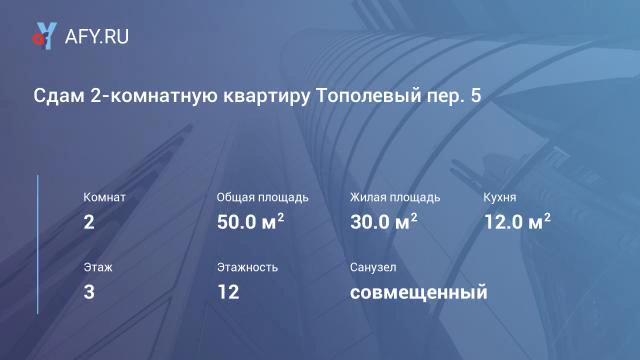 AFY.RU
Сдам 2-комнатную квартиру Тополевый пер. 5
Комнат
2
Общая площадь
50.0 м²
Жилая площадь
30.0 м²
Кухня
12.0 м²
Этаж
3
Этажность
12
Санузел
совмещенный